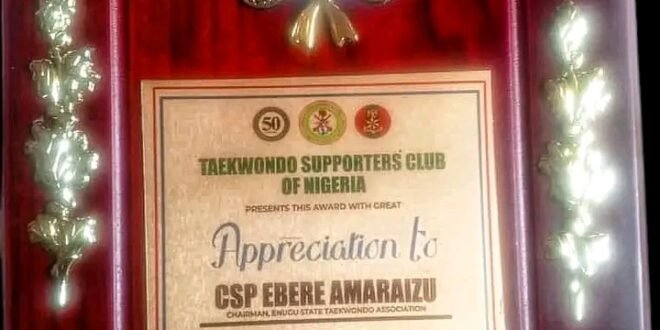 50
TAEKWONDO SUPPORTERS CLUB
OF NIGERIA
PRESENTS THIS AWARD WITH GREAT
Appreciation to
CSP EBERE AMARAIZU
CHAIRMAN, ENUGU STATE TAEKWONDO ASSOCIATION